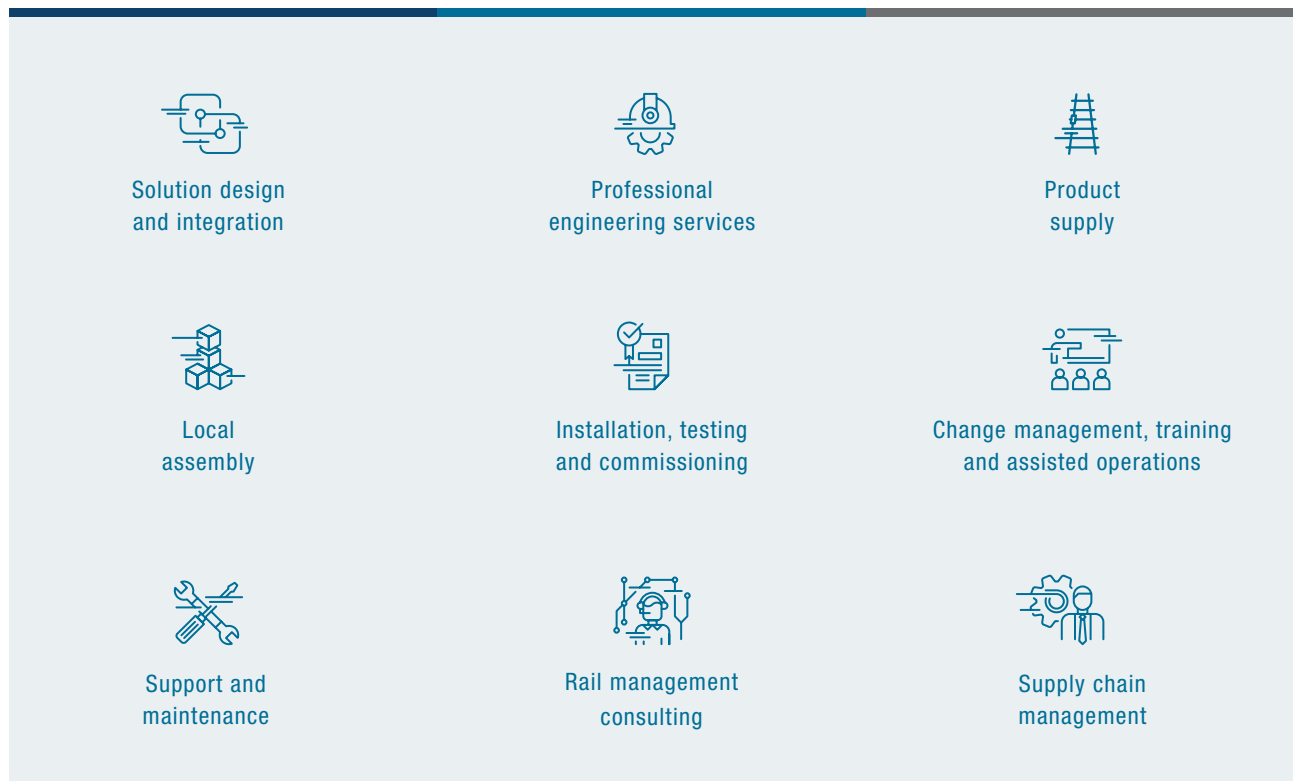 Solution design
and integration
Professional
engineering services
Product
supply
Local
assembly
Installation, testing
and commissioning
Change management, training
and assisted operations
Support and
maintenance
Rail management
consulting
Supply chain
management